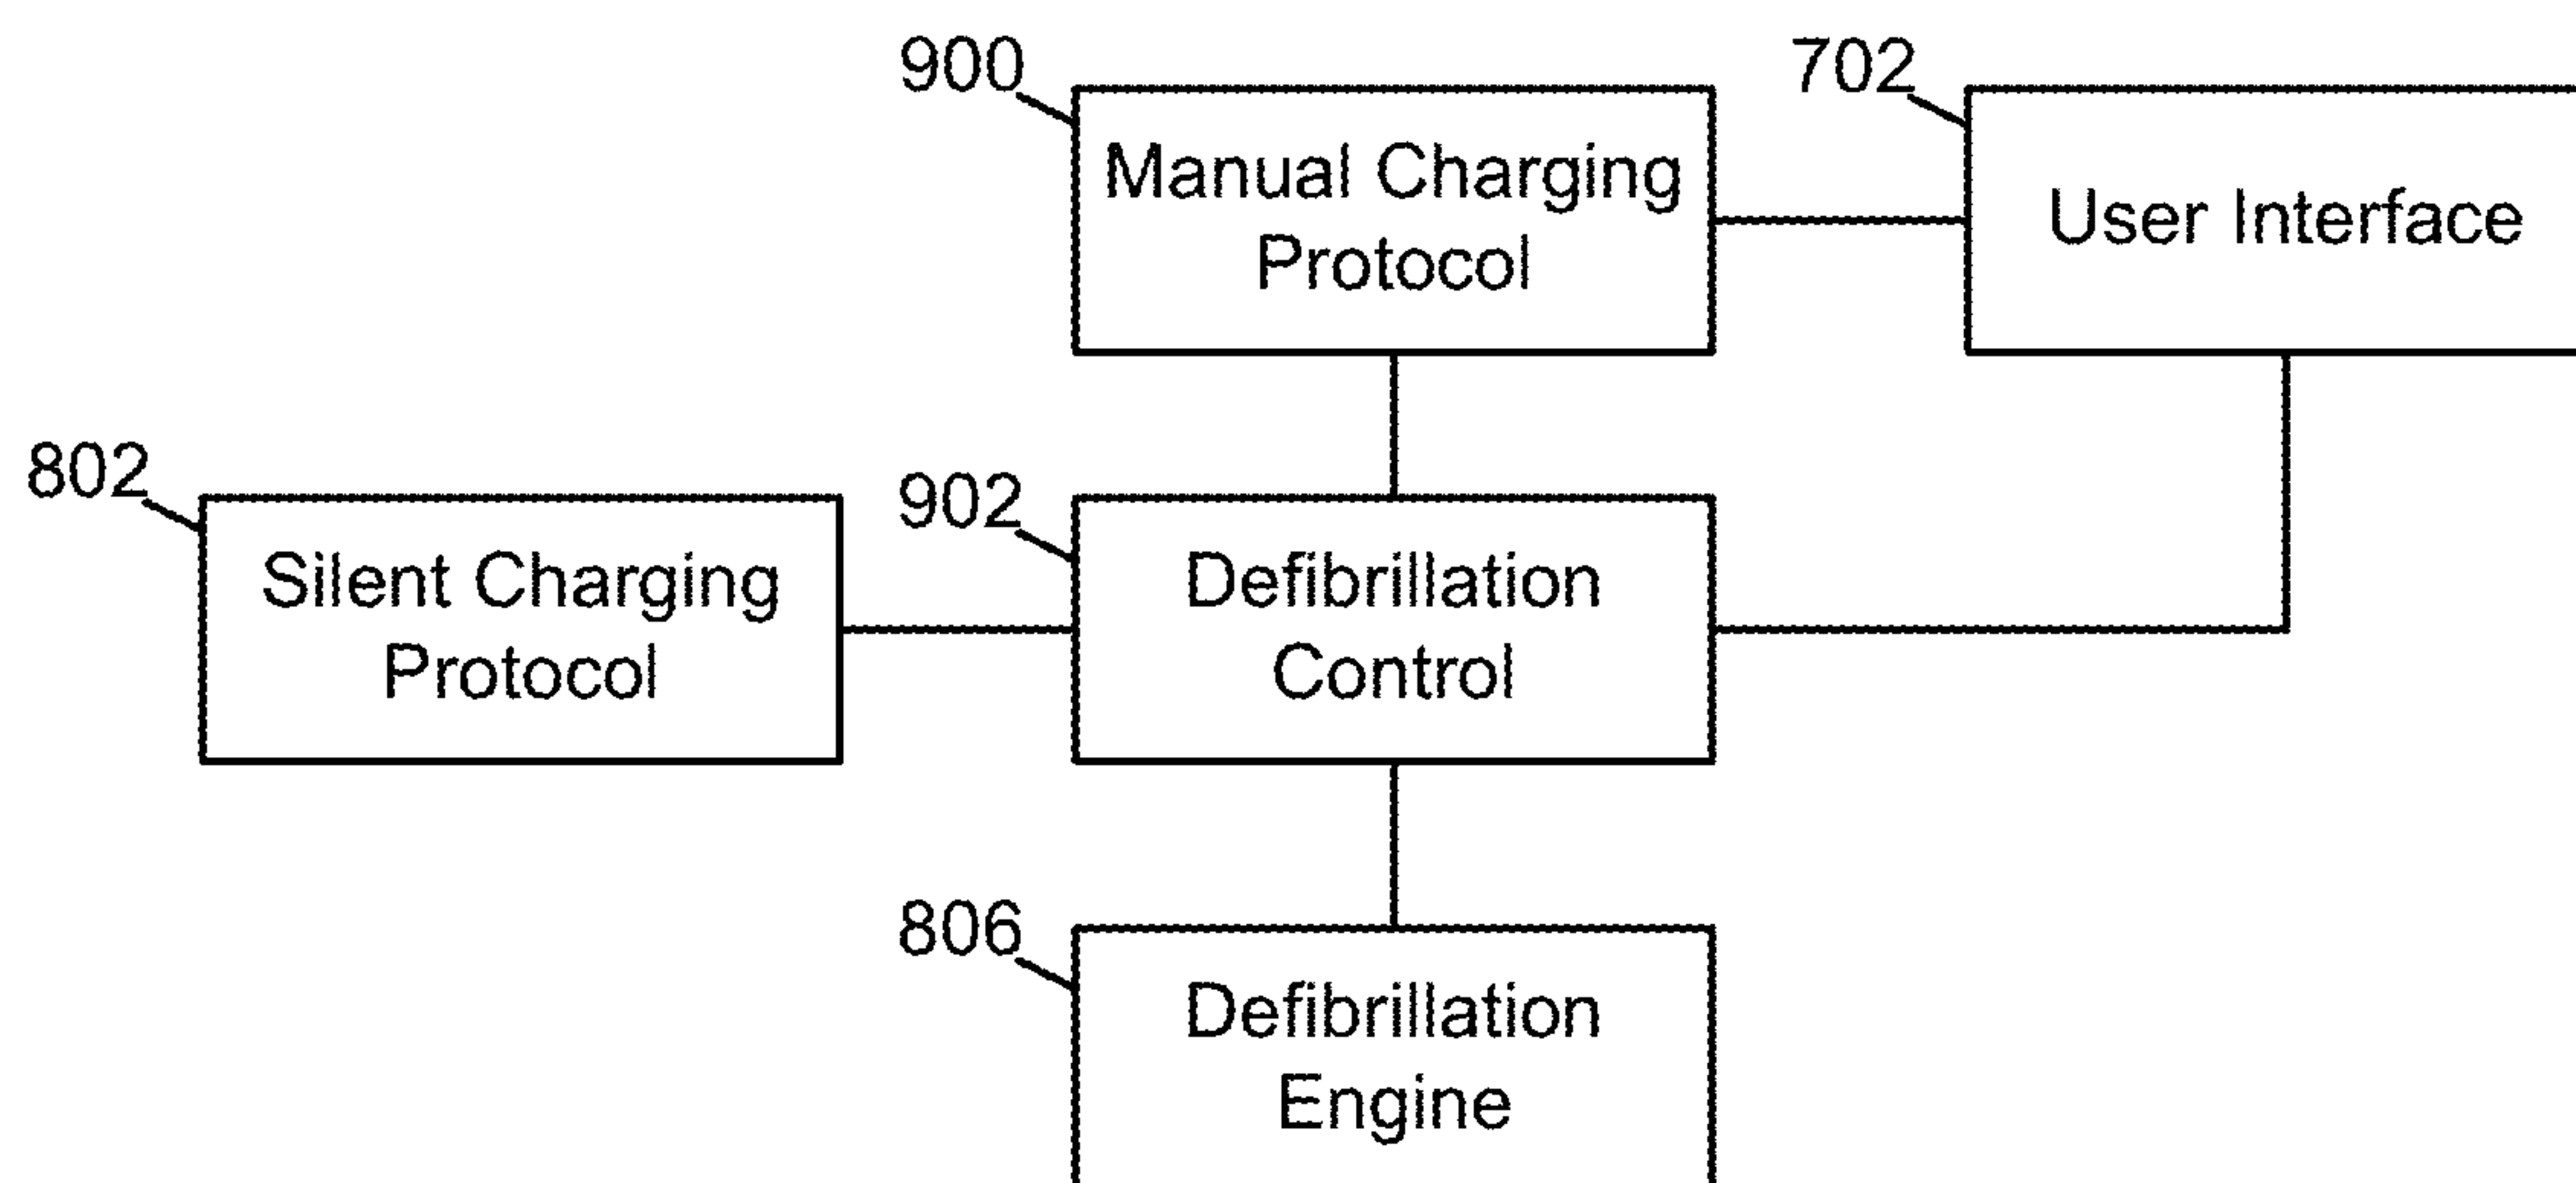 900
702
Manual Charging
Protocol
User Interface
802
902
Silent Charging
Protocol
Defibrillation
Control
806
Defibrillation
Engine